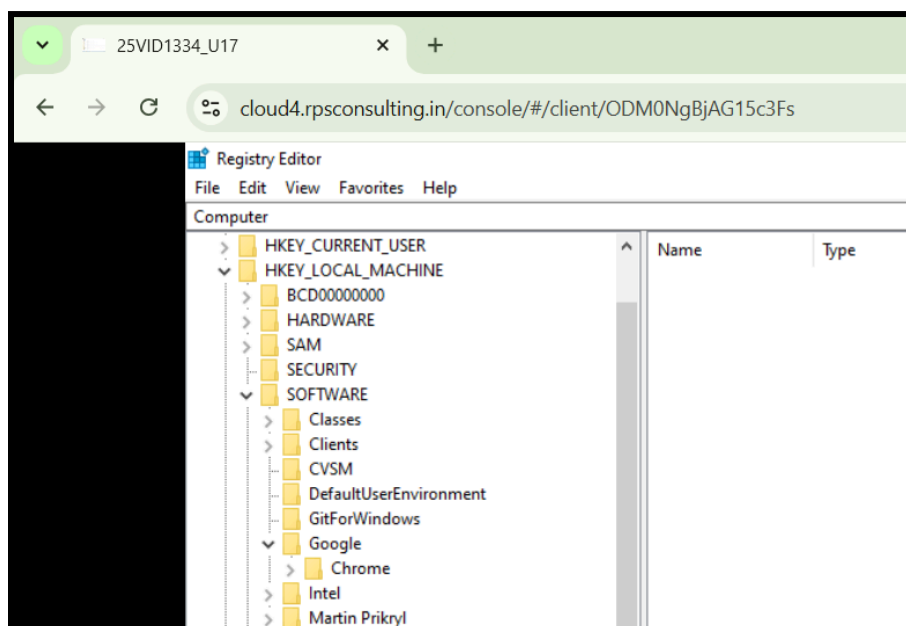 25VID1334_U17
cloud4.rpsconsulting.in/console/#/client/ODM0NgBjAG15c3Fs
Registry Editor
File Edit View Favorites Help
Computer
Name Type
HKEY_CURRENT_USER
HKEY_LOCAL_MACHINE
BCD00000000
HARDWARE
SAM
SECURITY
SOFTWARE
Classes
Clients
CVSM
DefaultUserEnvironment
GitForWindows
Google
Chrome
Intel
Martin Prikryl